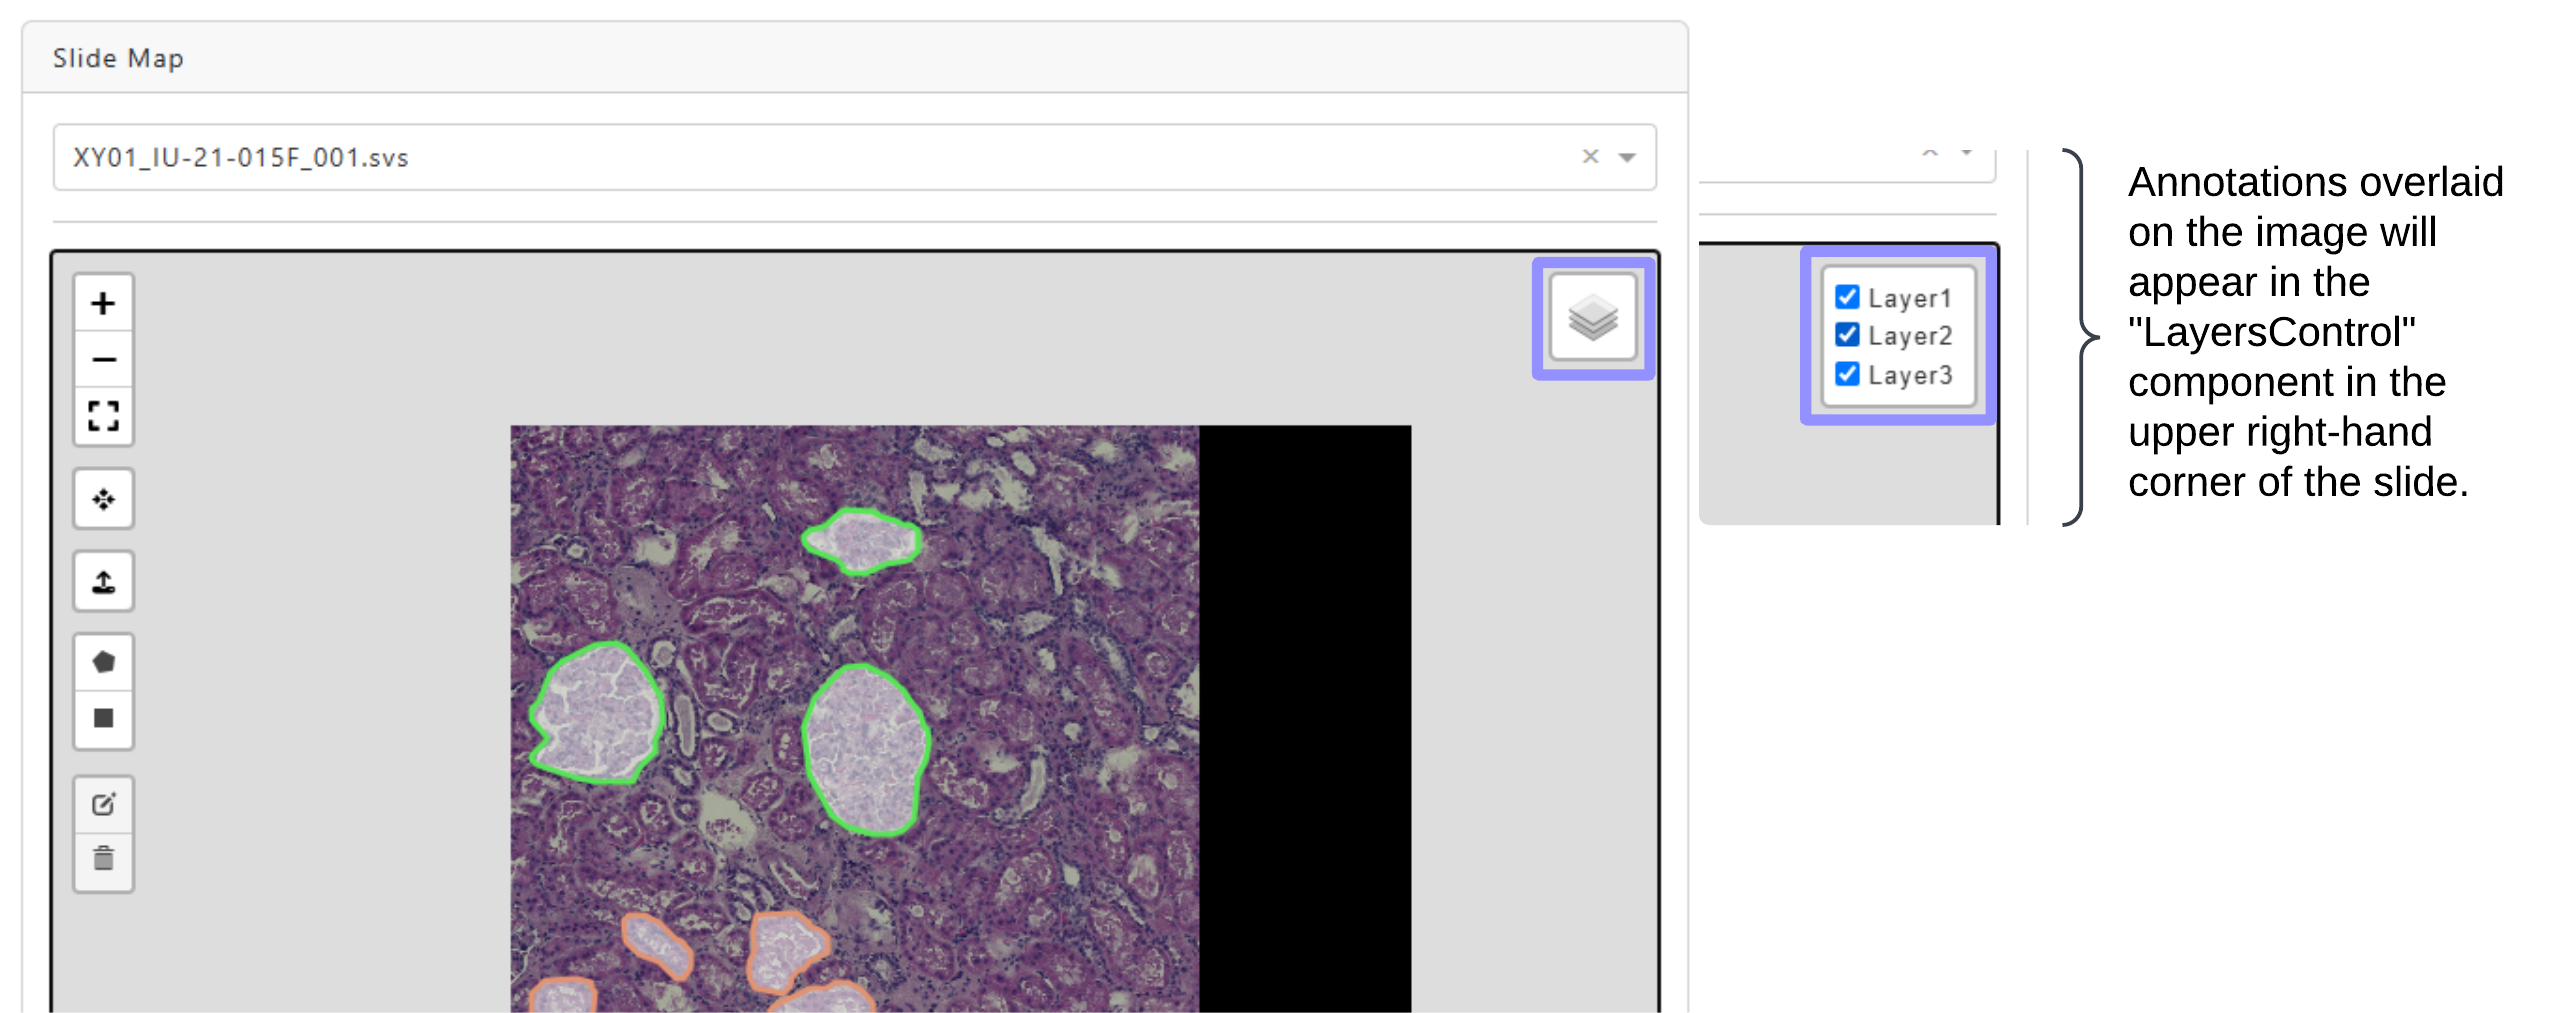 Slide Map
XY01_IU-21-015F_001.svs
Layer1
Layer2
Layer3
Annotations overlaid
on the image will
appear in the
"LayersControl"
component in the
upper right-hand
corner of the slide.